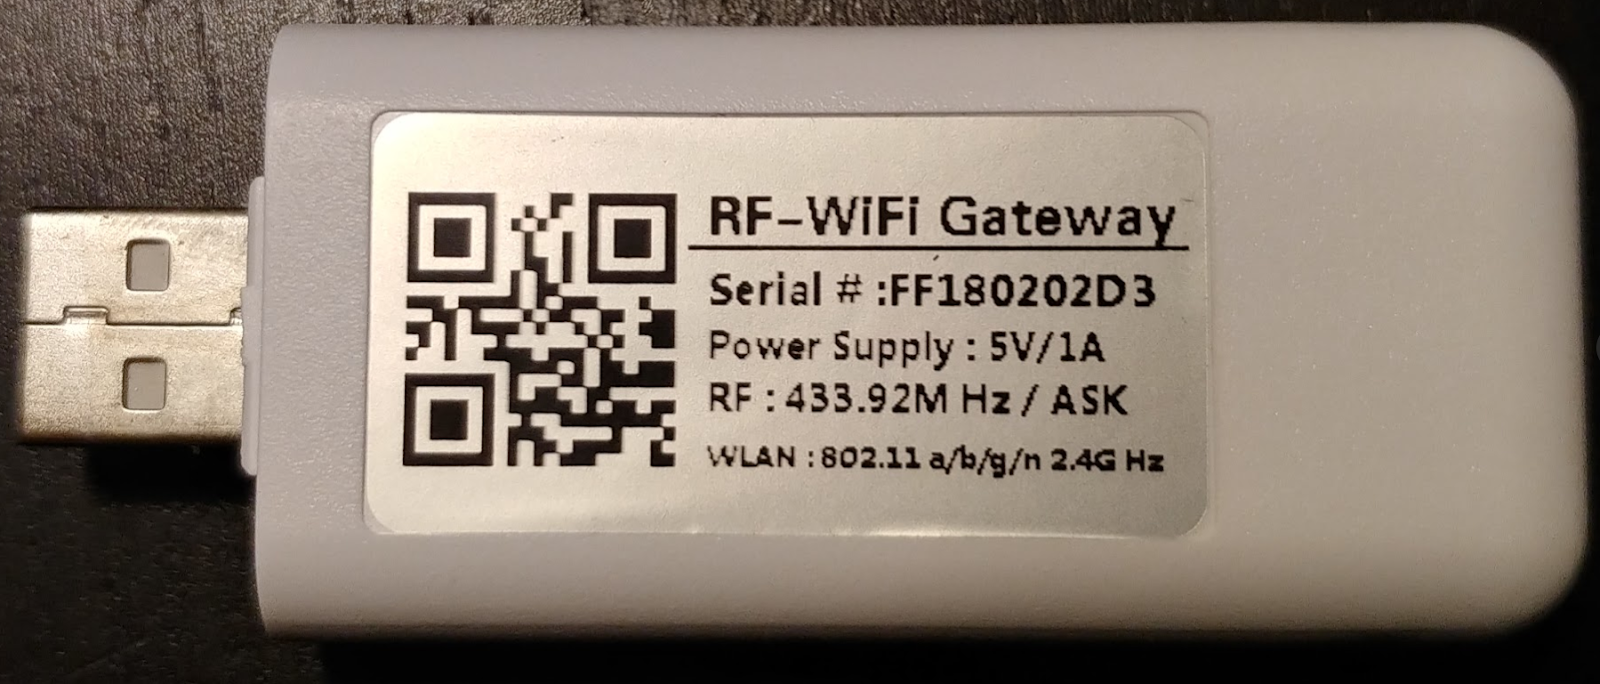 RF-WiFi Gateway
Serial # :FF180202D3
Power Supply : 5V/1A
RF : 433.92M Hz / ASK
WLAN : 802.11 a/b/g/n 2.4G Hz